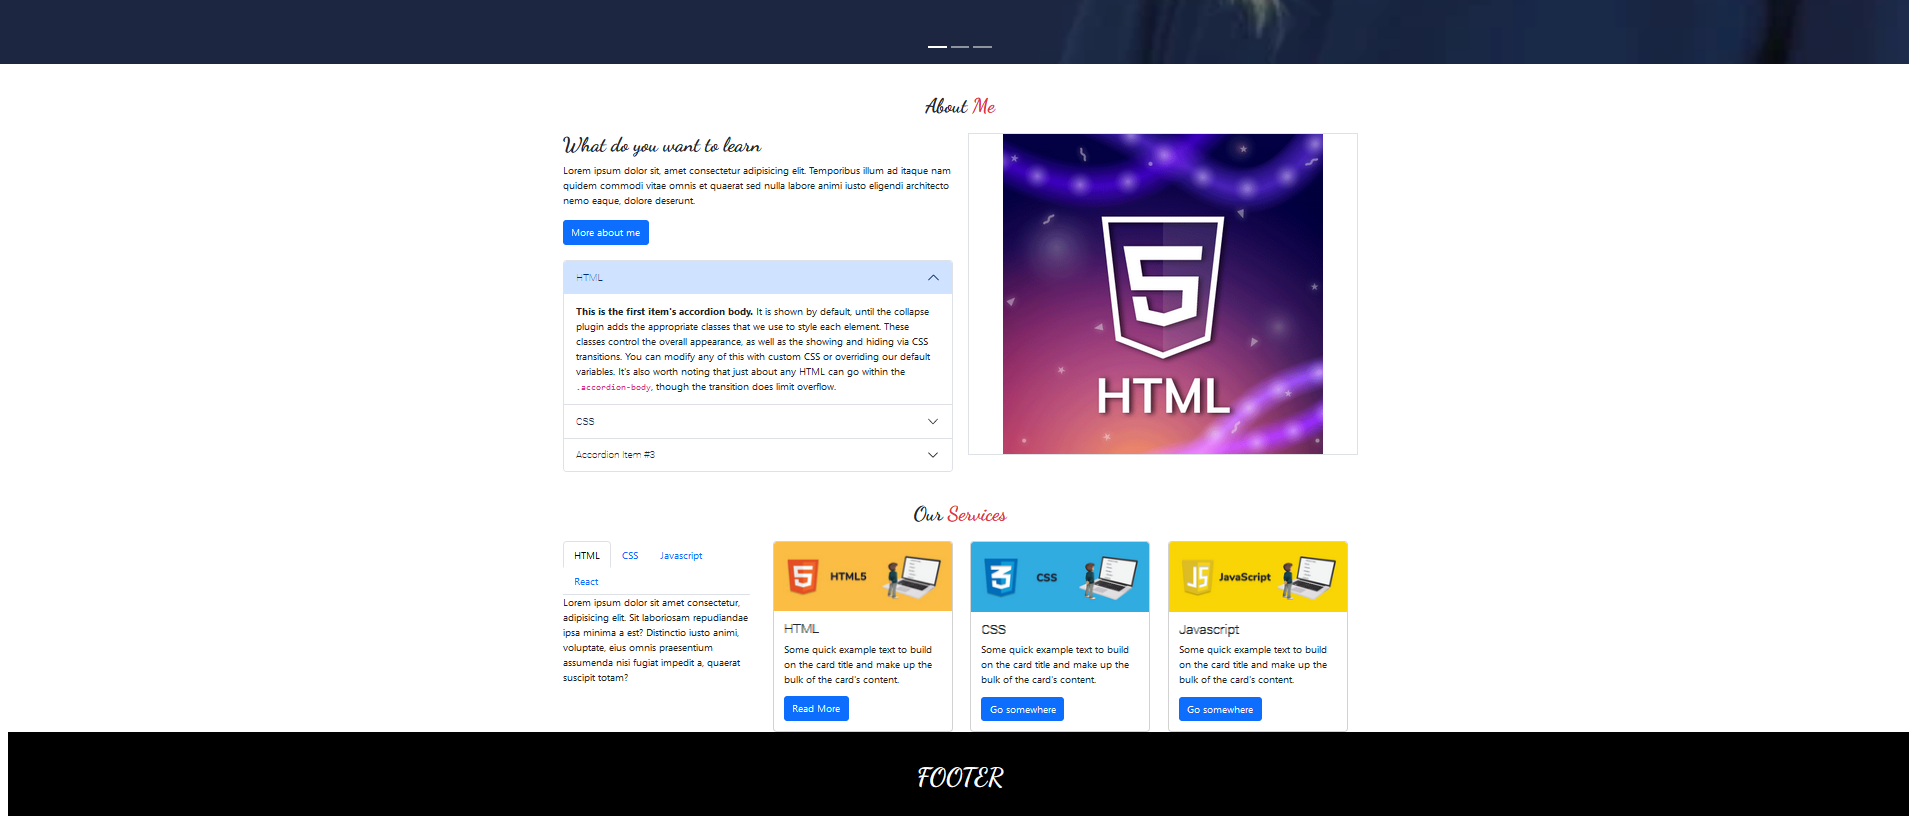 About Me
What do you want to learn
Lorem ipsum dolor sit, amet consectetur adipisicing elit. Temporibus illum ad itaque nam
quidem commodi vitae omnis et quaerat sed nulla labore animi iusto eligendi architecto
nemo eaque, dolore deserunt.
More about me
HTML
This is the first item's accordion body. It is shown by default, until the collapse
plugin adds the appropriate classes that we use to style each element. These
classes control the overall appearance, as well as the showing and hiding via CSS
transitions. You can modify any of this with custom CSS or overriding our default
variables. It's also worth noting that just about any HTML can go within the
.accordion-body, though the transition does limit overflow.
CSS
Accordion Item #3
5
HTML
Our Services
HTML CSS Javascript
React
Lorem ipsum dolor sit amet consectetur,
adipisicing elit. Sit laboriosam repudiandae
ipsa minima a est? Distinctio iusto animi,
voluptate, eius omnis praesentium
assumenda nisi fugiat impedit a, quaerat
suscipit totam?
5 HTML5
HTML
Some quick example text to build
on the card title and make up the
bulk of the card's content.
Read More
3 CSS
CSS
Some quick example text to build
on the card title and make up the
bulk of the card's content.
Go somewhere
JS JavaScript
Javascript
Some quick example text to build
on the card title and make up the
bulk of the card's content.
Go somewhere
FOOTER